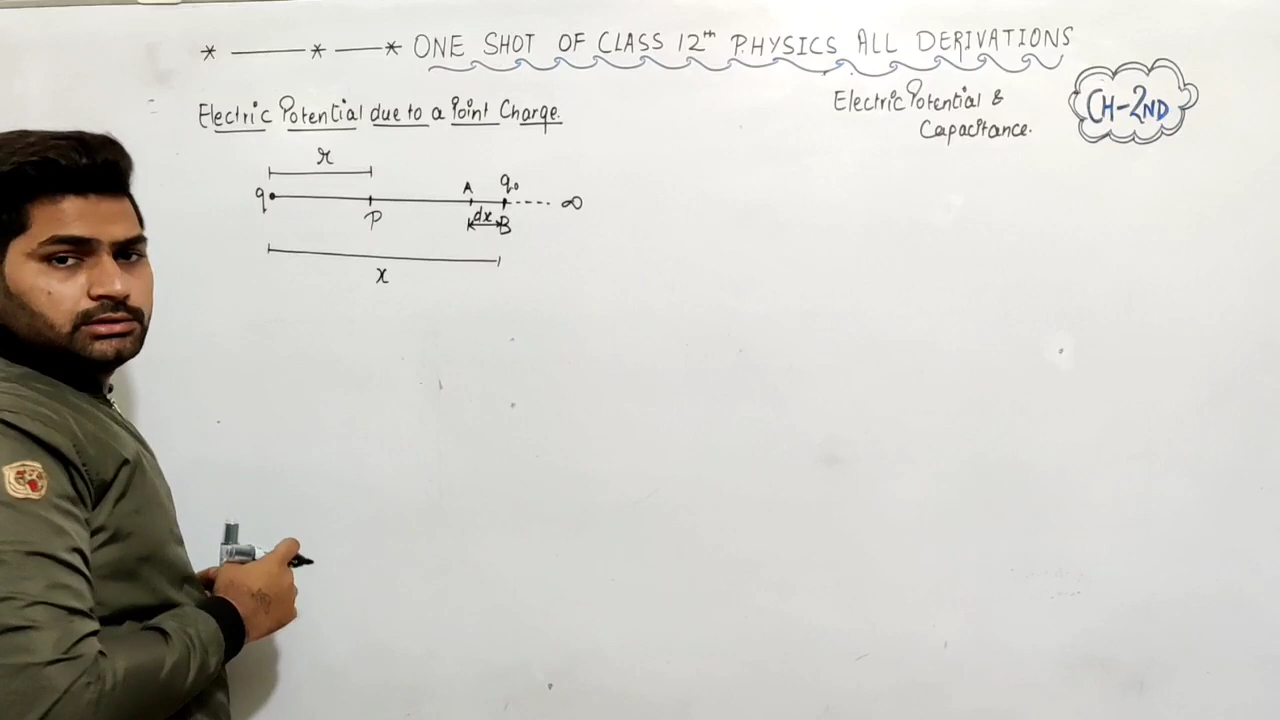 * —— * — * ONE SHOT OF CLASS 12th PHYSICS ALL DERIVATIONS
Electric Potential &
Capacitance.
CH-2ND
Electric Potential due to a Point Charge.
r
q P A q₀ ∞
dx B
x